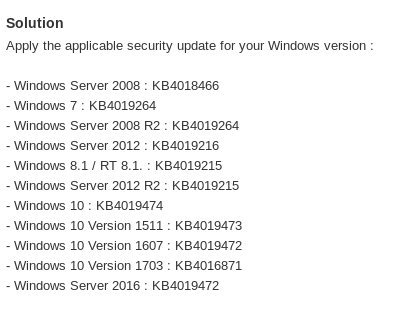 Solution
Apply the applicable security update for your Windows version :
- Windows Server 2008 : KB4018466
- Windows 7 : KB4019264
- Windows Server 2008 R2 : KB4019264
- Windows Server 2012 : KB4019216
- Windows 8.1 / RT 8.1. : KB4019215
- Windows Server 2012 R2 : KB4019215
- Windows 10 : KB4019474
- Windows 10 Version 1511 : KB4019473
- Windows 10 Version 1607 : KB4019472
- Windows 10 Version 1703 : KB4016871
- Windows Server 2016 : KB4019472